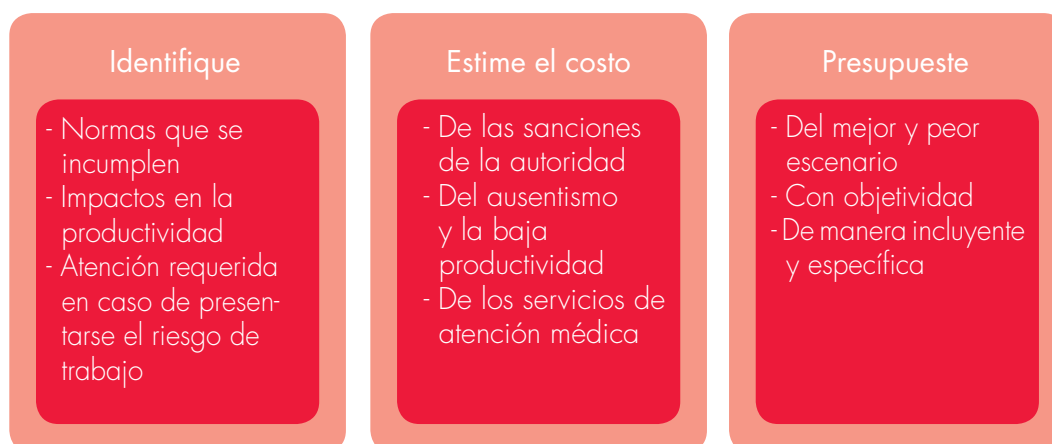 Identifique
- Normas que se
incumplen
- Impactos en la
productividad
- Atención requerida
en caso de presen-
tarse el riesgo de
trabajo
Estime el costo
- De las sanciones
de la autoridad
- Del ausentismo
y la baja
productividad
- De los servicios de
atención médica
Presupueste
- Del mejor y peor
escenario
- Con objetividad
- De manera incluyente
y específica